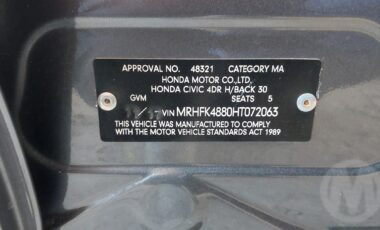 APPROVAL NO. 48321 CATEGORY MA
HONDA MOTOR CO.,LTD.
HONDA CIVIC 4DR H/BACK 30
GVM SEATS 5
VIN MRHFK4880HT072063
THIS VEHICLE WAS MANUFACTURED TO COMPLY
WITH THE MOTOR VEHICLE STANDARDS ACT 1989